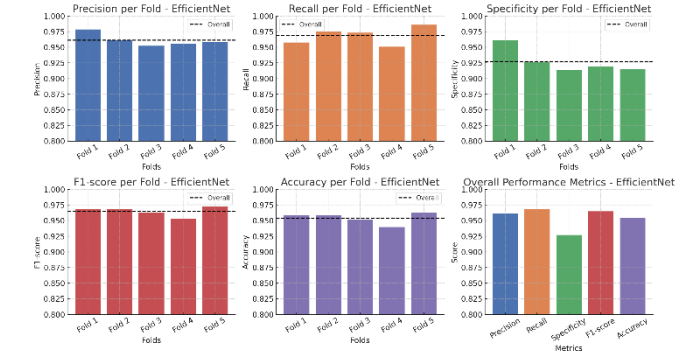 Precision per Fold - EfficientNet
Precision
1.000
0.975
0.950
0.925
0.900
0.875
0.850
0.825
0.800
Overall
Fold 1
Fold 2
Fold 3
Fold 4
Fold 5
Folds
Recall per Fold - EfficientNet
Recall
1.000
0.975
0.950
0.925
0.900
0.875
0.850
0.825
0.800
Overall
Fold 1
Fold 2
Fold 3
Fold 4
Fold 5
Folds
Specificity per Fold - EfficientNet
Specificity
1.000
0.975
0.950
0.925
0.900
0.875
0.850
0.825
0.800
Overall
Fold 1
Fold 2
Fold 3
Fold 4
Fold 5
Folds
F1-score per Fold - EfficientNet
F1-score
1.000
0.975
0.950
0.925
0.900
0.875
0.850
0.825
0.800
Overall
Fold 1
Fold 2
Fold 3
Fold 4
Fold 5
Folds
Accuracy per Fold - EfficientNet
Accuracy
1.000
0.975
0.950
0.925
0.900
0.875
0.850
0.825
0.800
Overall
Fold 1
Fold 2
Fold 3
Fold 4
Fold 5
Folds
Overall Performance Metrics - EfficientNet
Score
1.000
0.975
0.950
0.925
0.900
0.875
0.850
0.825
0.800
Precision
Recall
Specificity
F1-score
Accuracy
Metrics